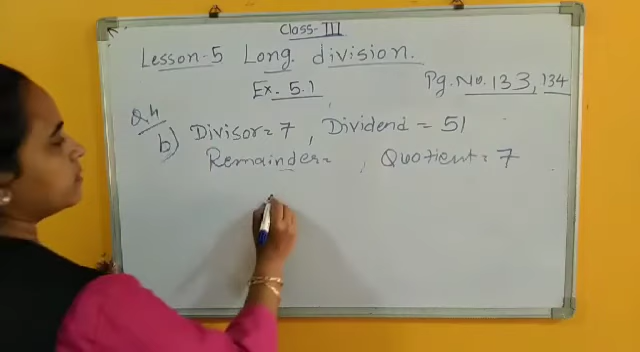 Class-III
Lesson-5 Long division.
Ex. 5.1 Pg. No. 133, 134
Q4
b) Divisor = 7, Dividend = 51
Remainder = , Quotient = 7